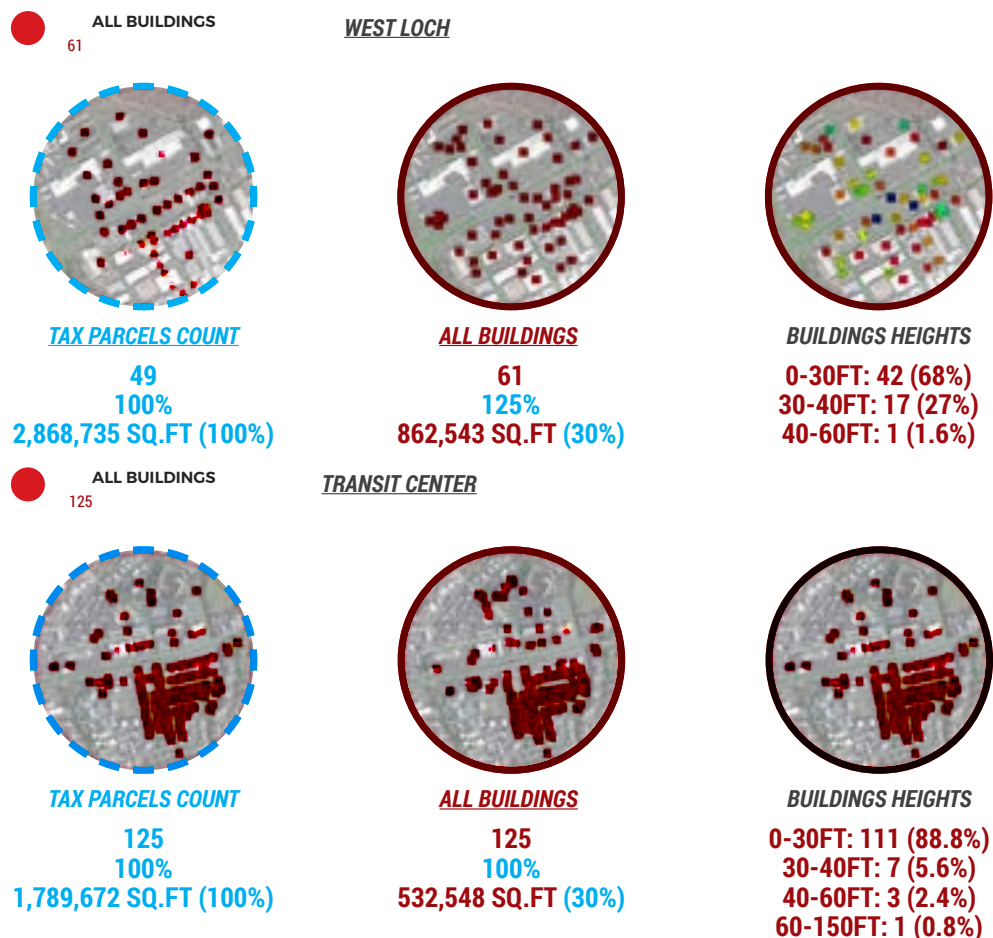 ALL BUILDINGS
61
WEST LOCH
TAX PARCELS COUNT
49
100%
2,868,735 SQ.FT (100%)
ALL BUILDINGS
61
125%
862,543 SQ.FT (30%)
BUILDINGS HEIGHTS
0-30FT: 42 (68%)
30-40FT: 17 (27%)
40-60FT: 1 (1.6%)
ALL BUILDINGS
125
TRANSIT CENTER
TAX PARCELS COUNT
125
100%
1,789,672 SQ.FT (100%)
ALL BUILDINGS
125
100%
532,548 SQ.FT (30%)
BUILDINGS HEIGHTS
0-30FT: 111 (88.8%)
30-40FT: 7 (5.6%)
40-60FT: 3 (2.4%)
60-150FT: 1 (0.8%)